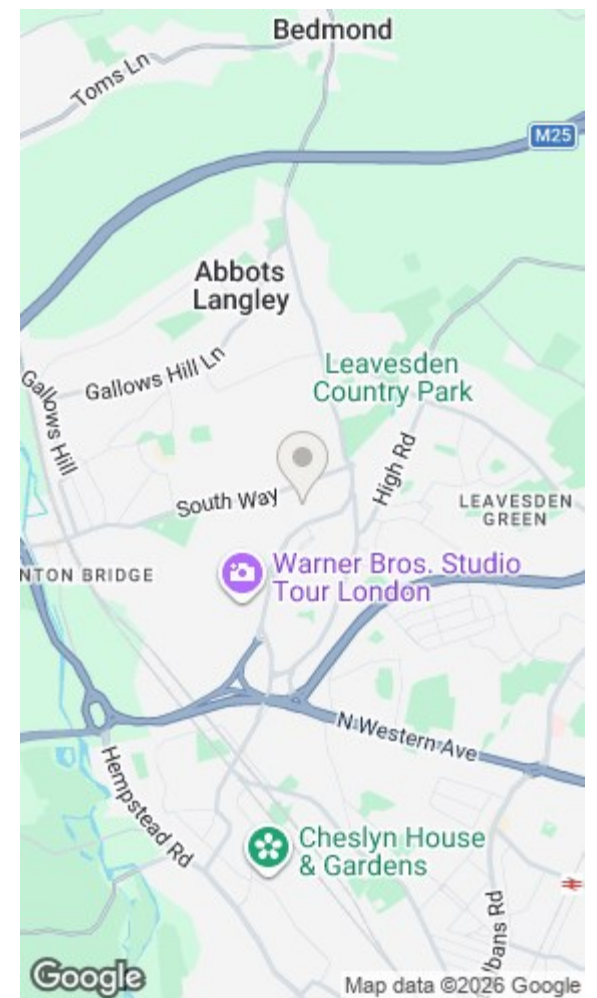 Bedmond
Toms Ln
M25
Abbots
Langley
Gallows Hill Ln
Leavesden
Country Park
Gallows Hill
High Rd
South Way
LEAVESDEN
GREEN
NTON BRIDGE
Warner Bros. Studio
Tour London
N Western Ave
Hempstead Rd
Cheslyn House
& Gardens
lbans Rd
Google
Map data ©2026 Google